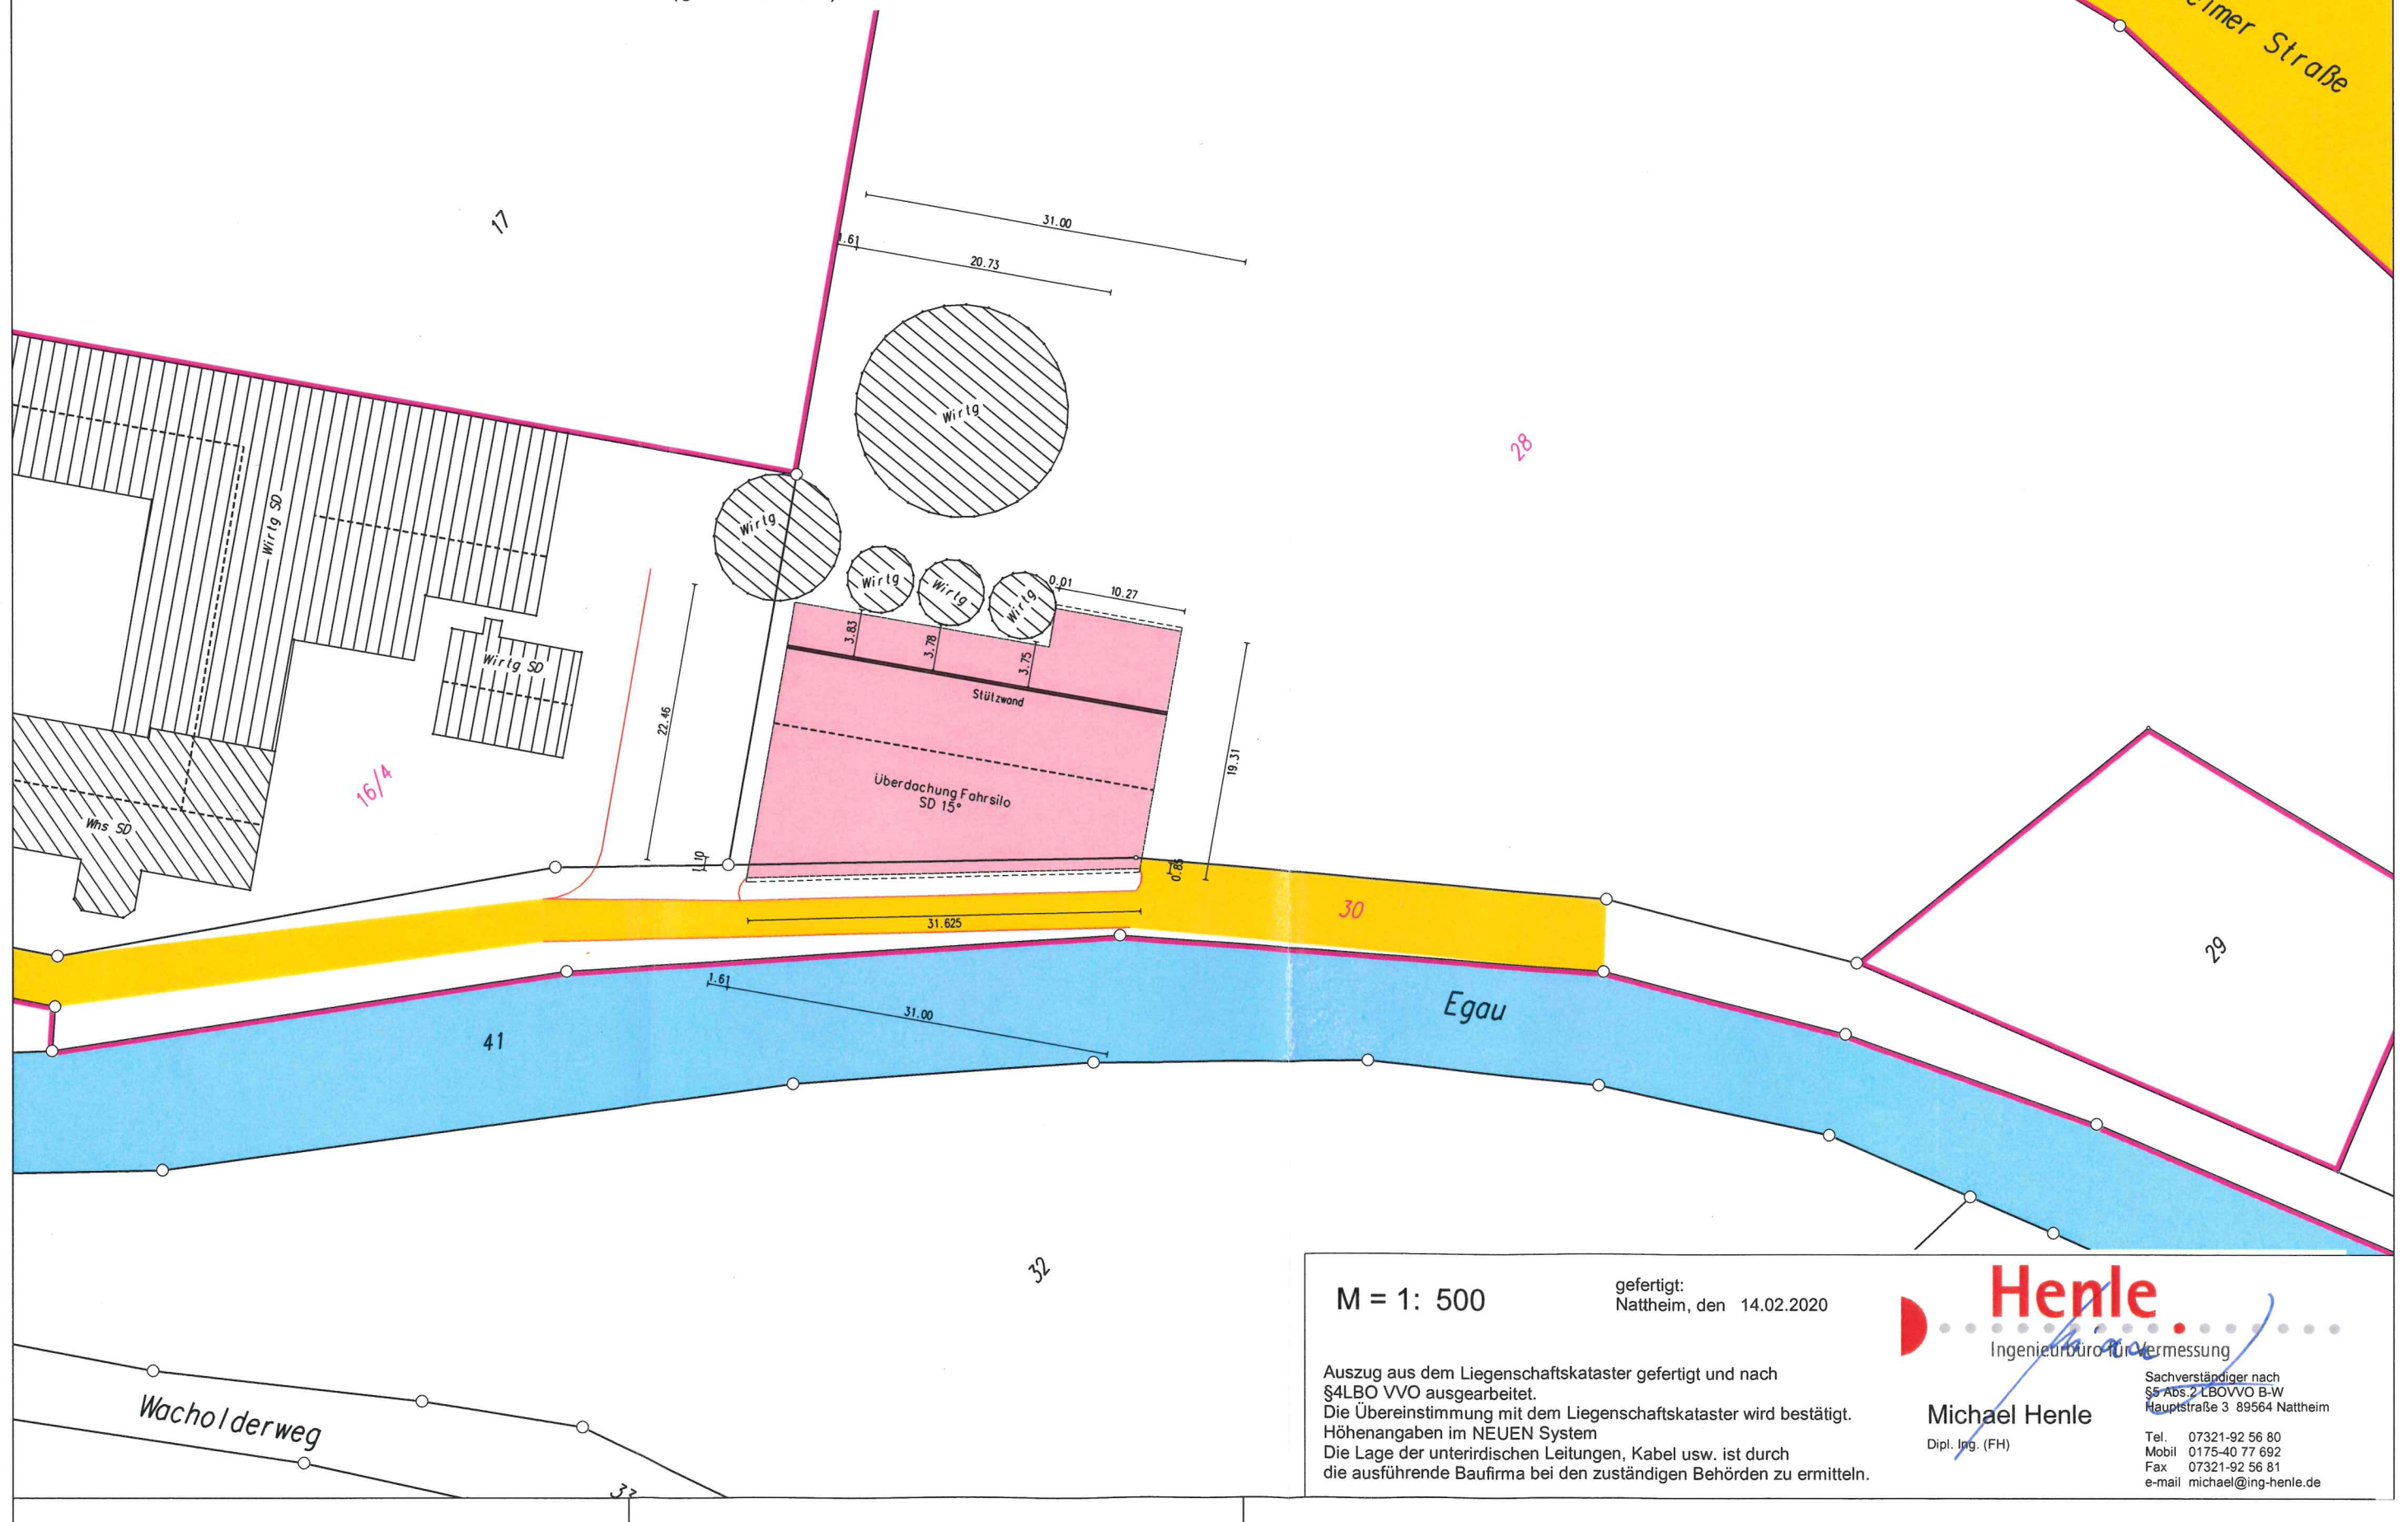 eimer Straße
17
31.00
1.61
20.73
Wirtg
28
Wirtg SD
Wirtg
Wirtg
Wirtg
Wirtg
0.01
10.27
3.83
3.78
3.75
Stützwand
Wirtg SD
22.46
19.31
16/4
Überdachung Fahrsilo
SD 15°
Whs SD
1.10
0.85
30
31.625
29
1.61
31.00
Egau
41
32
Wacholderweg
33
M = 1: 500
gefertigt:
Nattheim, den 14.02.2020
Auszug aus dem Liegenschaftskataster gefertigt und nach
§4LBO VVO ausgearbeitet.
Die Übereinstimmung mit dem Liegenschaftskataster wird bestätigt.
Höhenangaben im NEUEN System
Die Lage der unterirdischen Leitungen, Kabel usw. ist durch
die ausführende Baufirma bei den zuständigen Behörden zu ermitteln.
Henle
Ingenieurbüro für Vermessung
Sachverständiger nach
§5 Abs.2 LBOVVO B-W
Hauptstraße 3 89564 Nattheim
Michael Henle
Dipl. Ing. (FH)
Tel. 07321-92 56 80
Mobil 0175-40 77 692
Fax 07321-92 56 81
e-mail michael@ing-henle.de